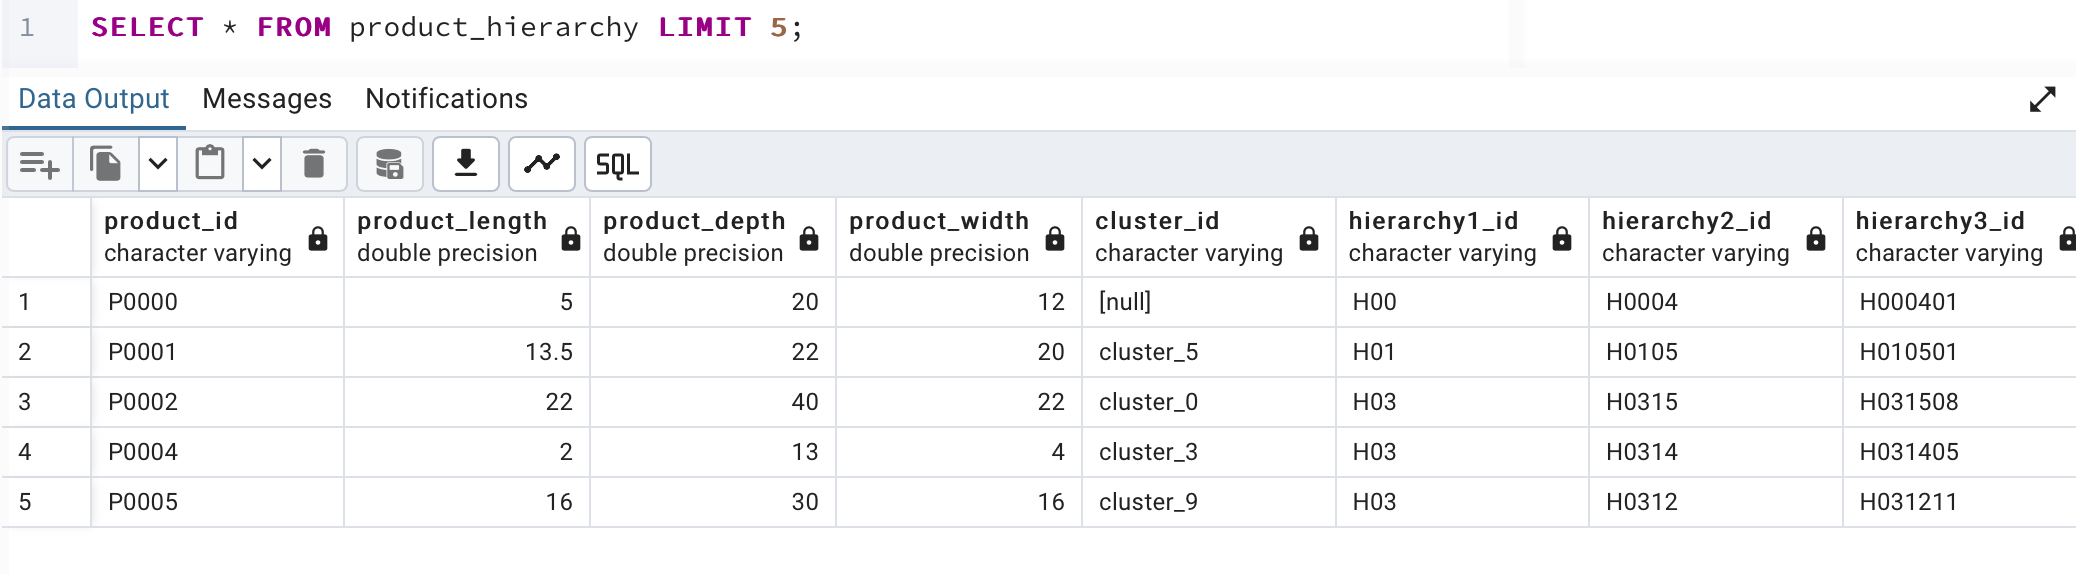 1 SELECT * FROM product_hierarchy LIMIT 5;
Data Output Messages Notifications
SQL
product_id product_length product_depth product_width cluster_id hierarchy1_id hierarchy2_id hierarchy3_id
character varying double precision double precision double precision character varying character varying character varying character varying
1 P0000 5 20 12 [null] H00 H0004 H000401
2 P0001 13.5 22 20 cluster_5 H01 H0105 H010501
3 P0002 22 40 22 cluster_0 H03 H0315 H031508
4 P0004 2 13 4 cluster_3 H03 H0314 H031405
5 P0005 16 30 16 cluster_9 H03 H0312 H031211